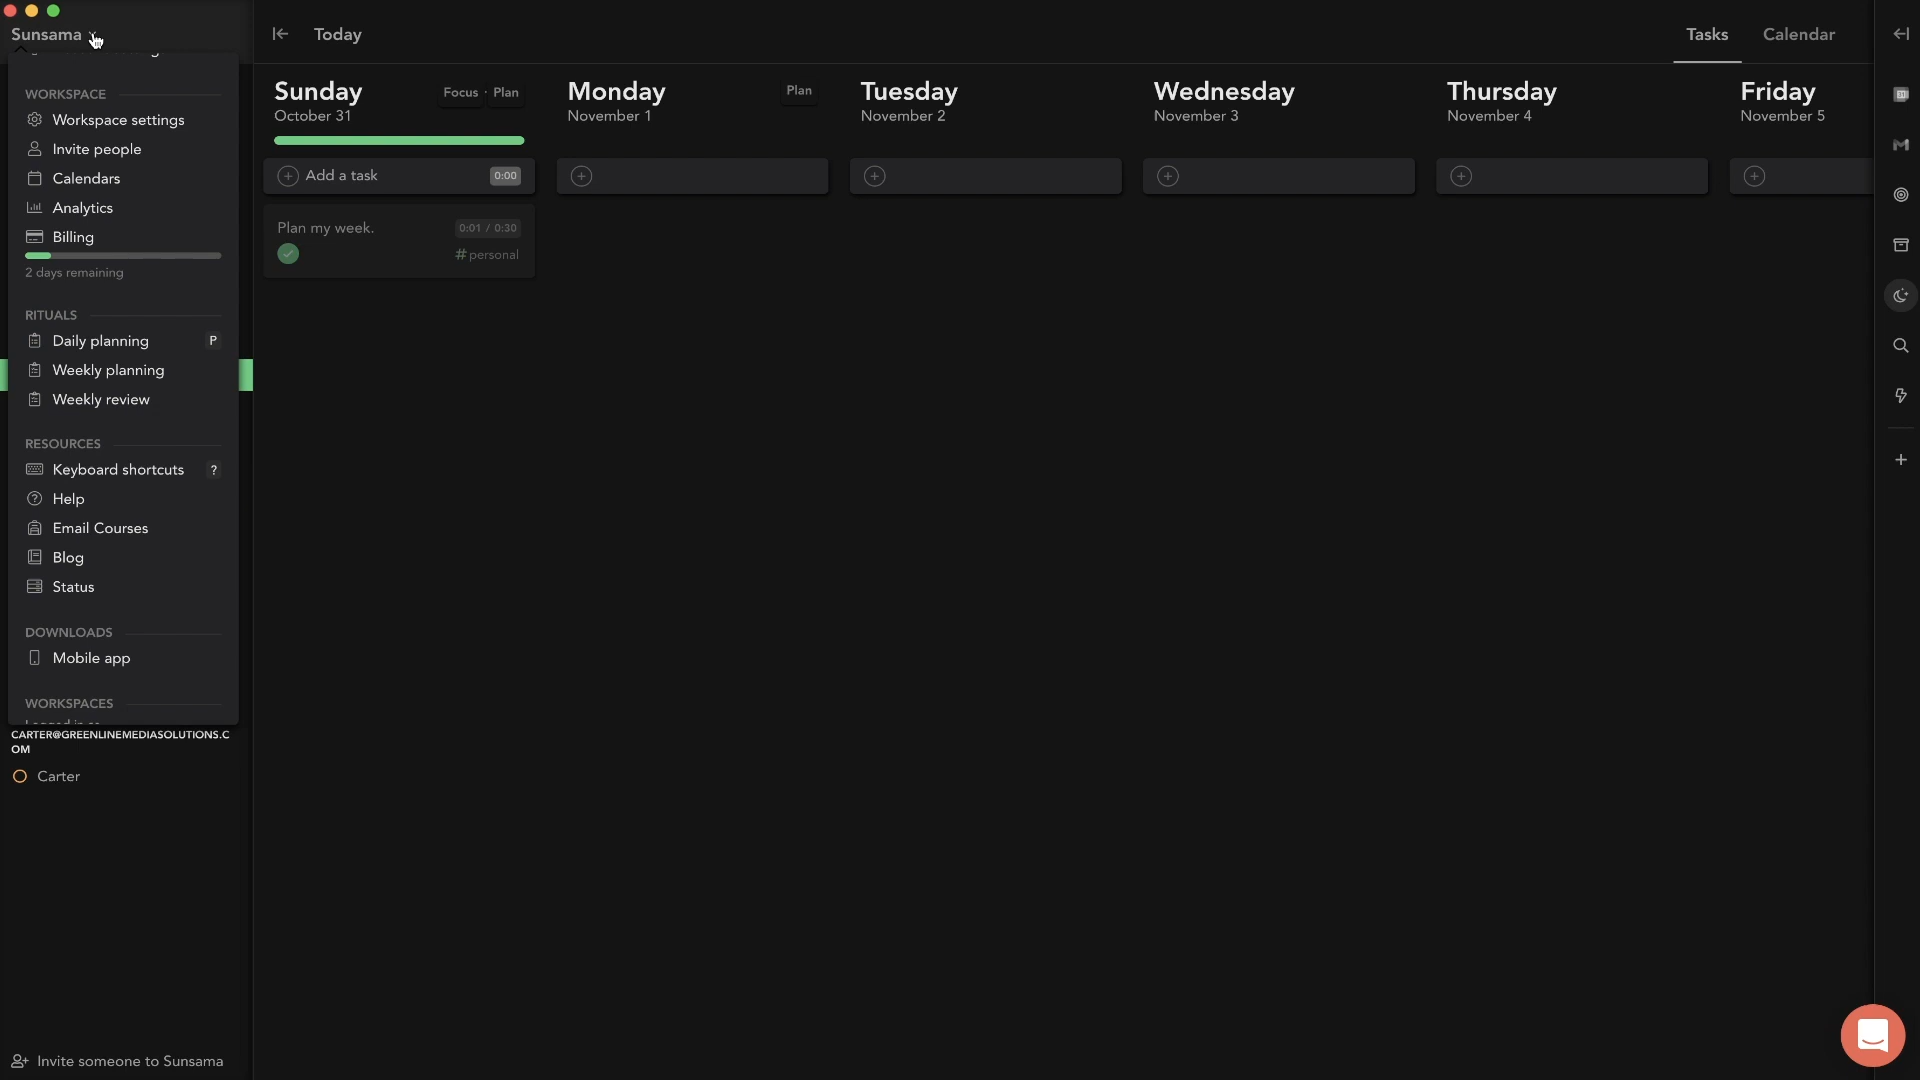 Sunsama
WORKSPACE
Workspace settings
Invite people
Calendars
Analytics
Billing
2 days remaining
RITUALS
Daily planning P
Weekly planning
Weekly review
RESOURCES
Keyboard shortcuts ?
Help
Email Courses
Blog
Status
DOWNLOADS
Mobile app
WORKSPACES
CARTER@GREENLINEMEDIASOLUTIONS.C
OM
Carter
Invite someone to Sunsama
Today
Tasks Calendar
Sunday Focus · Plan
October 31
Add a task 0:00
Plan my week. 0:01 / 0:30
#personal
Monday Plan
November 1
Tuesday
November 2
Wednesday
November 3
Thursday
November 4
Friday
November 5